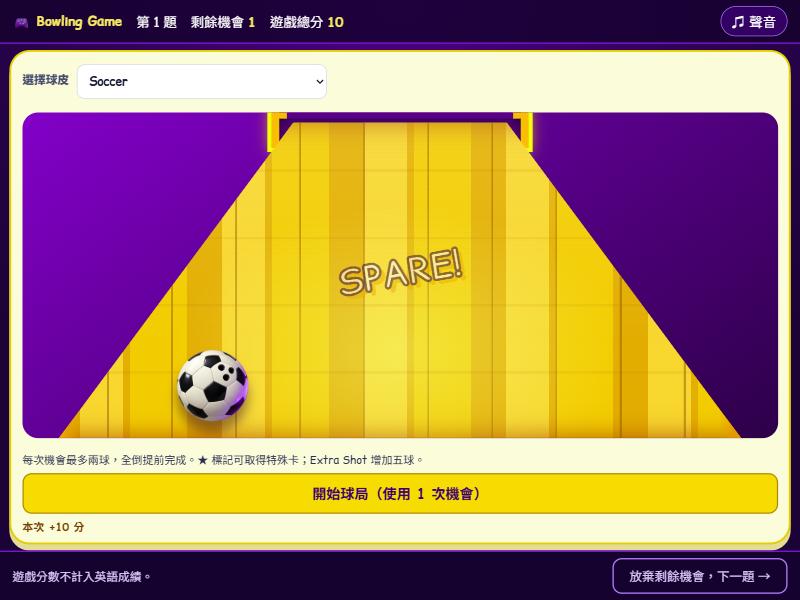 Bowling Game 第 1 題 剩餘機會 1 遊戲總分 10
聲音
選擇球皮 Soccer
SPARE!
每次機會最多兩球，全倒提前完成。★ 標記可取得特殊卡；Extra Shot 增加五球。
開始球局（使用 1 次機會）
本次 +10 分
遊戲分數不計入英語成績。
放棄剩餘機會，下一題 →